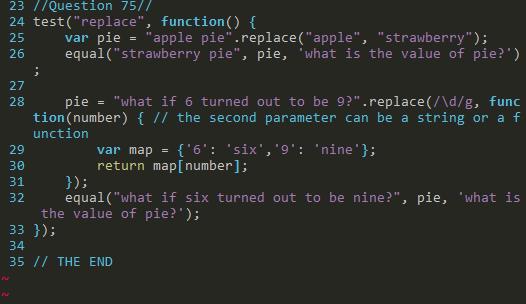 23 //Question 75//
24 test("replace", function() {
25     var pie = "apple pie".replace("apple", "strawberry");
26     equal("strawberry pie", pie, 'what is the value of pie?')
;
27
28     pie = "what if 6 turned out to be 9?".replace(/\d/g, func
tion(number) { // the second parameter can be a string or a f
unction
29         var map = {'6': 'six','9': 'nine'};
30         return map[number];
31     });
32     equal("what if six turned out to be nine?", pie, 'what is
 the value of pie?');
33 });
34
35 // THE END
~
~